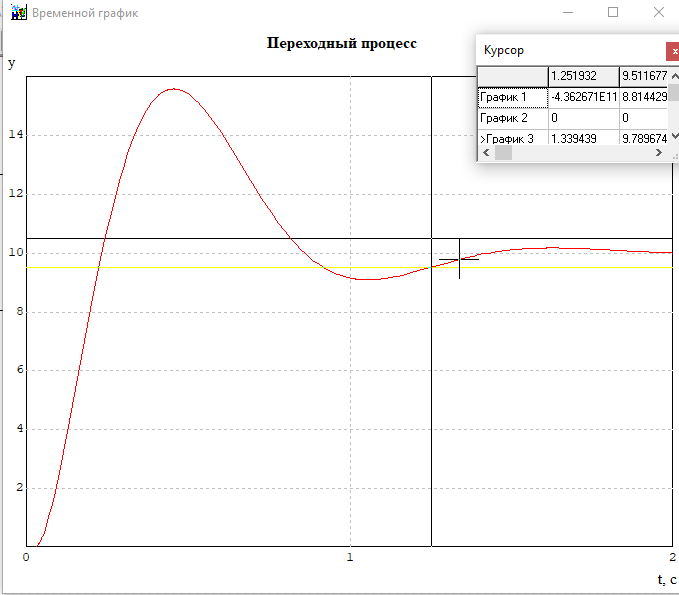 Временной график
Переходный процесс
y
Курсор
x
1.251932 9.511677
График 1 -4.362671E11 8.814429
График 2 0 0
>График 3 1.339439 9.789674
14
12
10
8
6
4
2
0 1 2
t, с